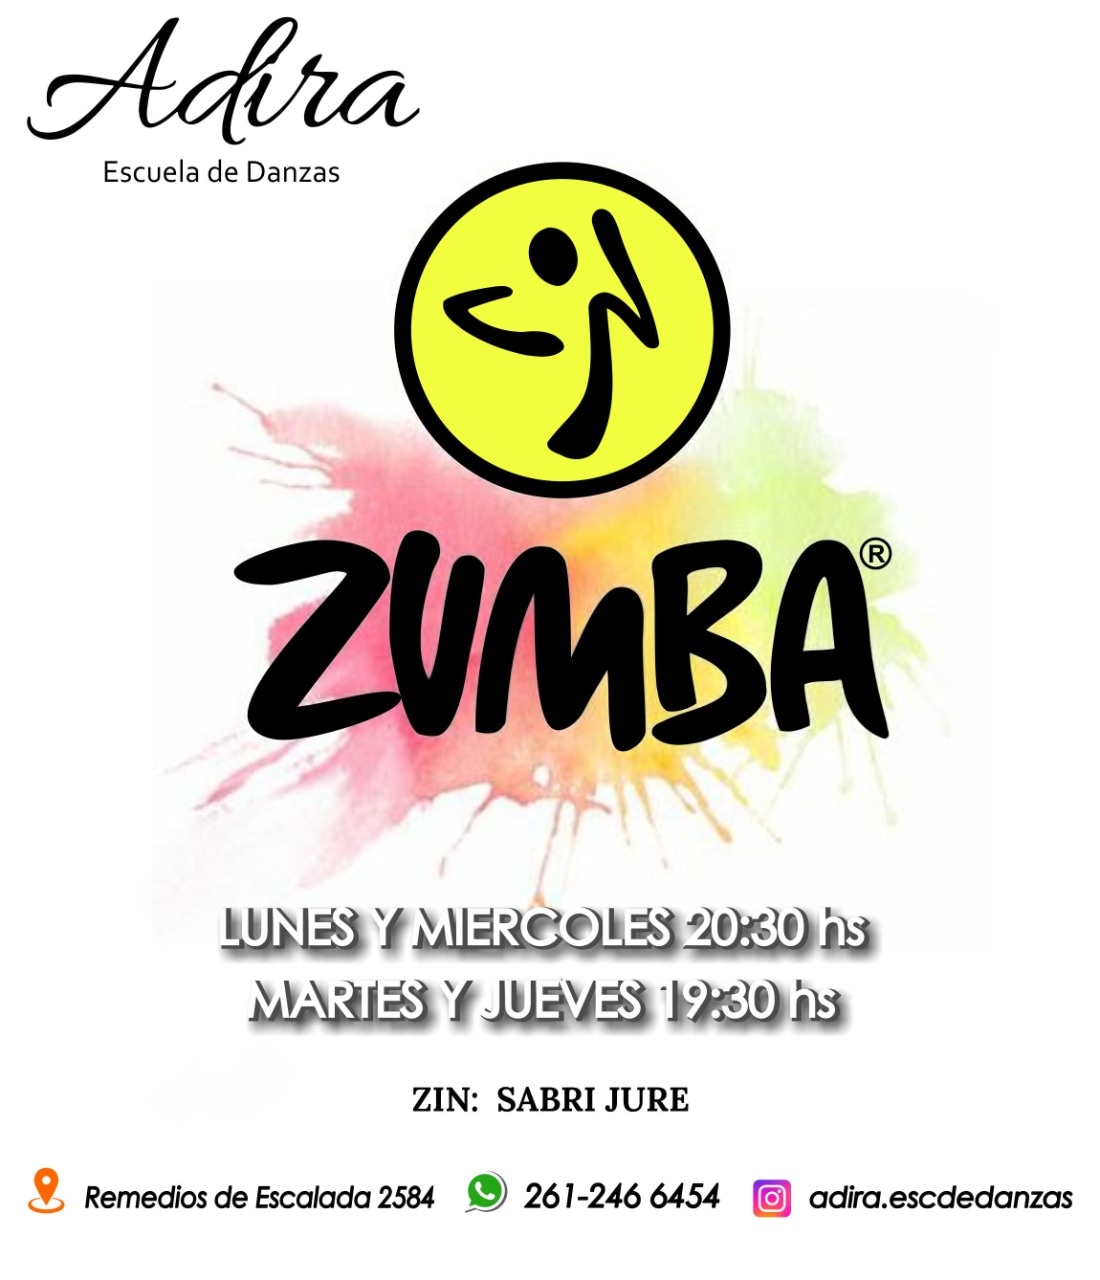 Adira
Escuela de Danzas
ZUMBA®
LUNES Y MIERCOLES 20:30 hs
MARTES Y JUEVES 19:30 hs
ZIN: SABRI JURE
Remedios de Escalada 2584 261-246 6454 adira.escdedanzas